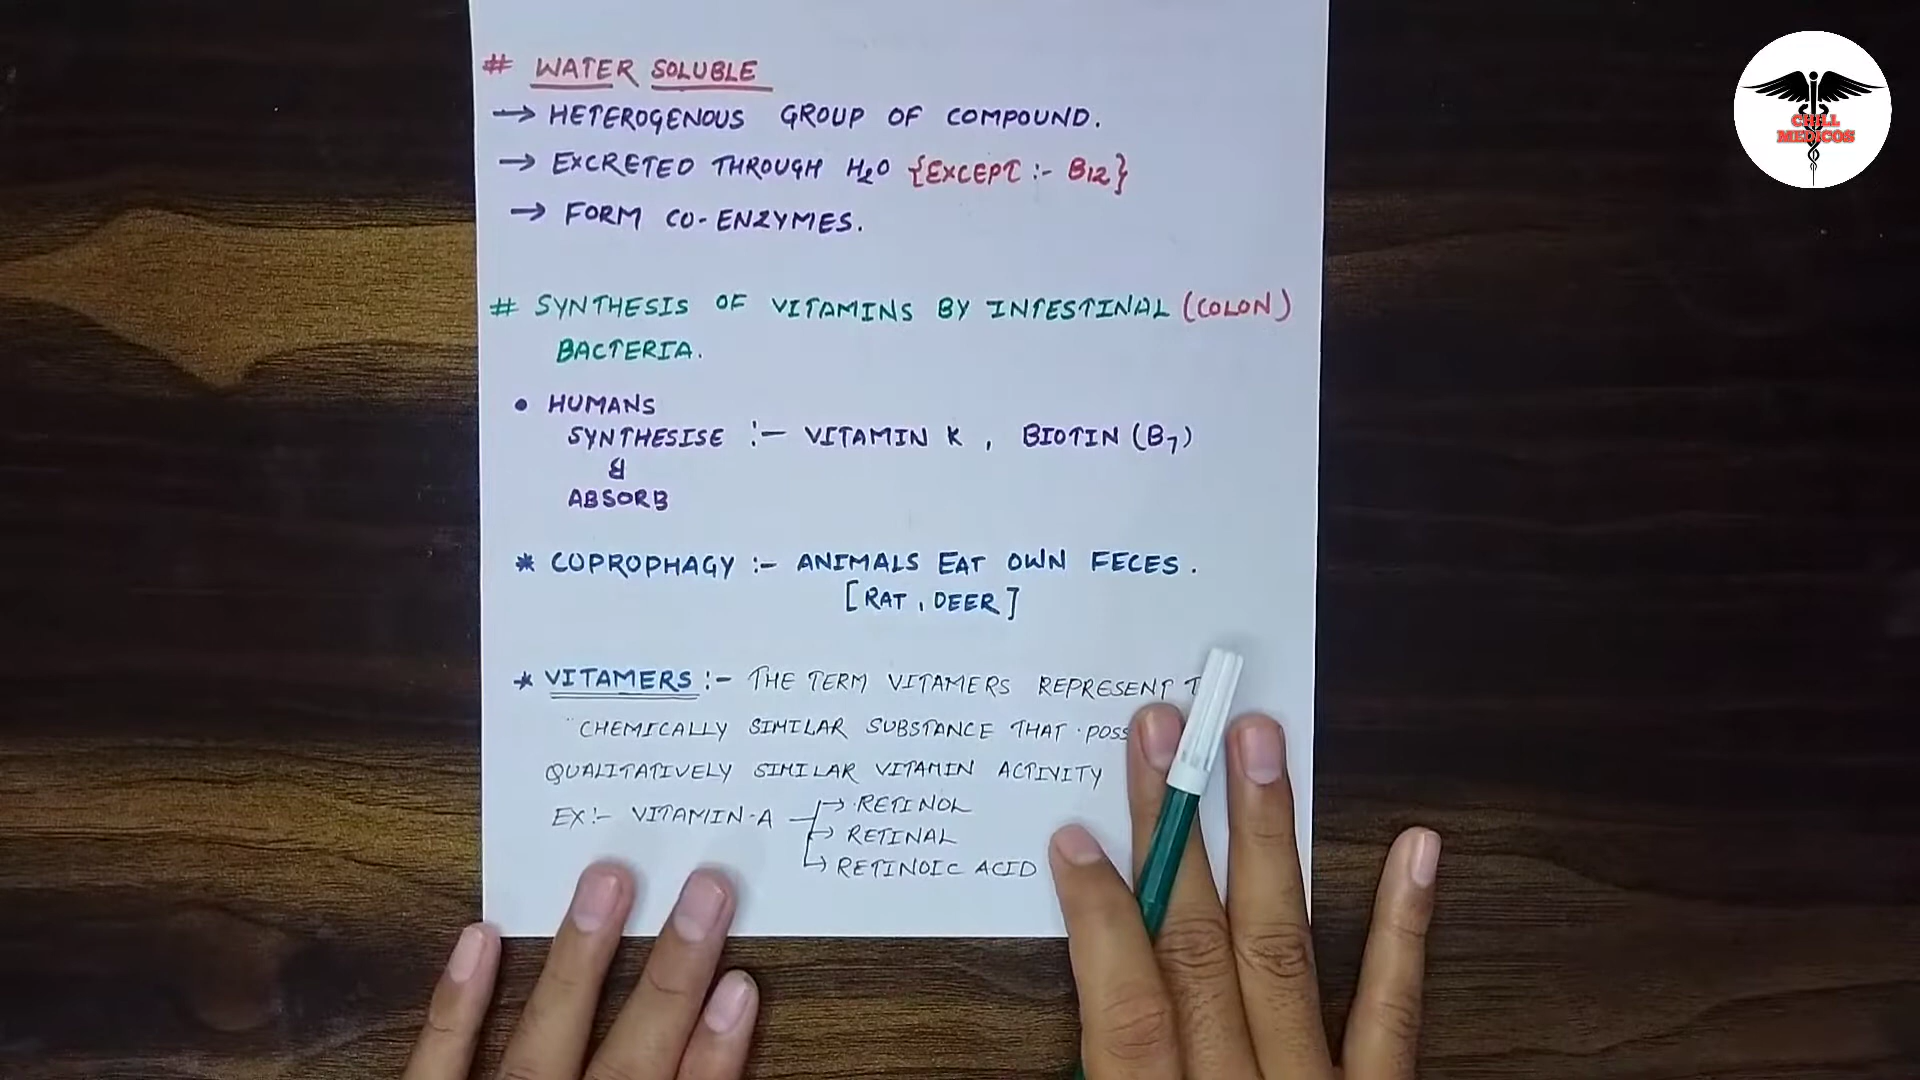 # WATER SOLUBLE
→ HETEROGENOUS GROUP OF COMPOUND.
→ EXCRETED THROUGH H₂O {EXCEPT :- B12}
→ FORM CO-ENZYMES.
# SYNTHESIS OF VITAMINS BY INTESTINAL (COLON)
BACTERIA.
• HUMANS
SYNTHESISE :- VITAMIN K, BIOTIN (B7)
&
ABSORB
* COPROPHAGY :- ANIMALS EAT OWN FECES.
[RAT, DEER]
* VITAMERS :- THE TERM VITAMERS REPRESENT
CHEMICALLY SIMILAR SUBSTANCE THAT
QUALITATIVELY SIMILAR VITAMIN ACTIVITY
EX:- VITAMIN-A → RETINOL
→ RETINAL
→ RETINOIC ACID
CHILL
MEDICOS